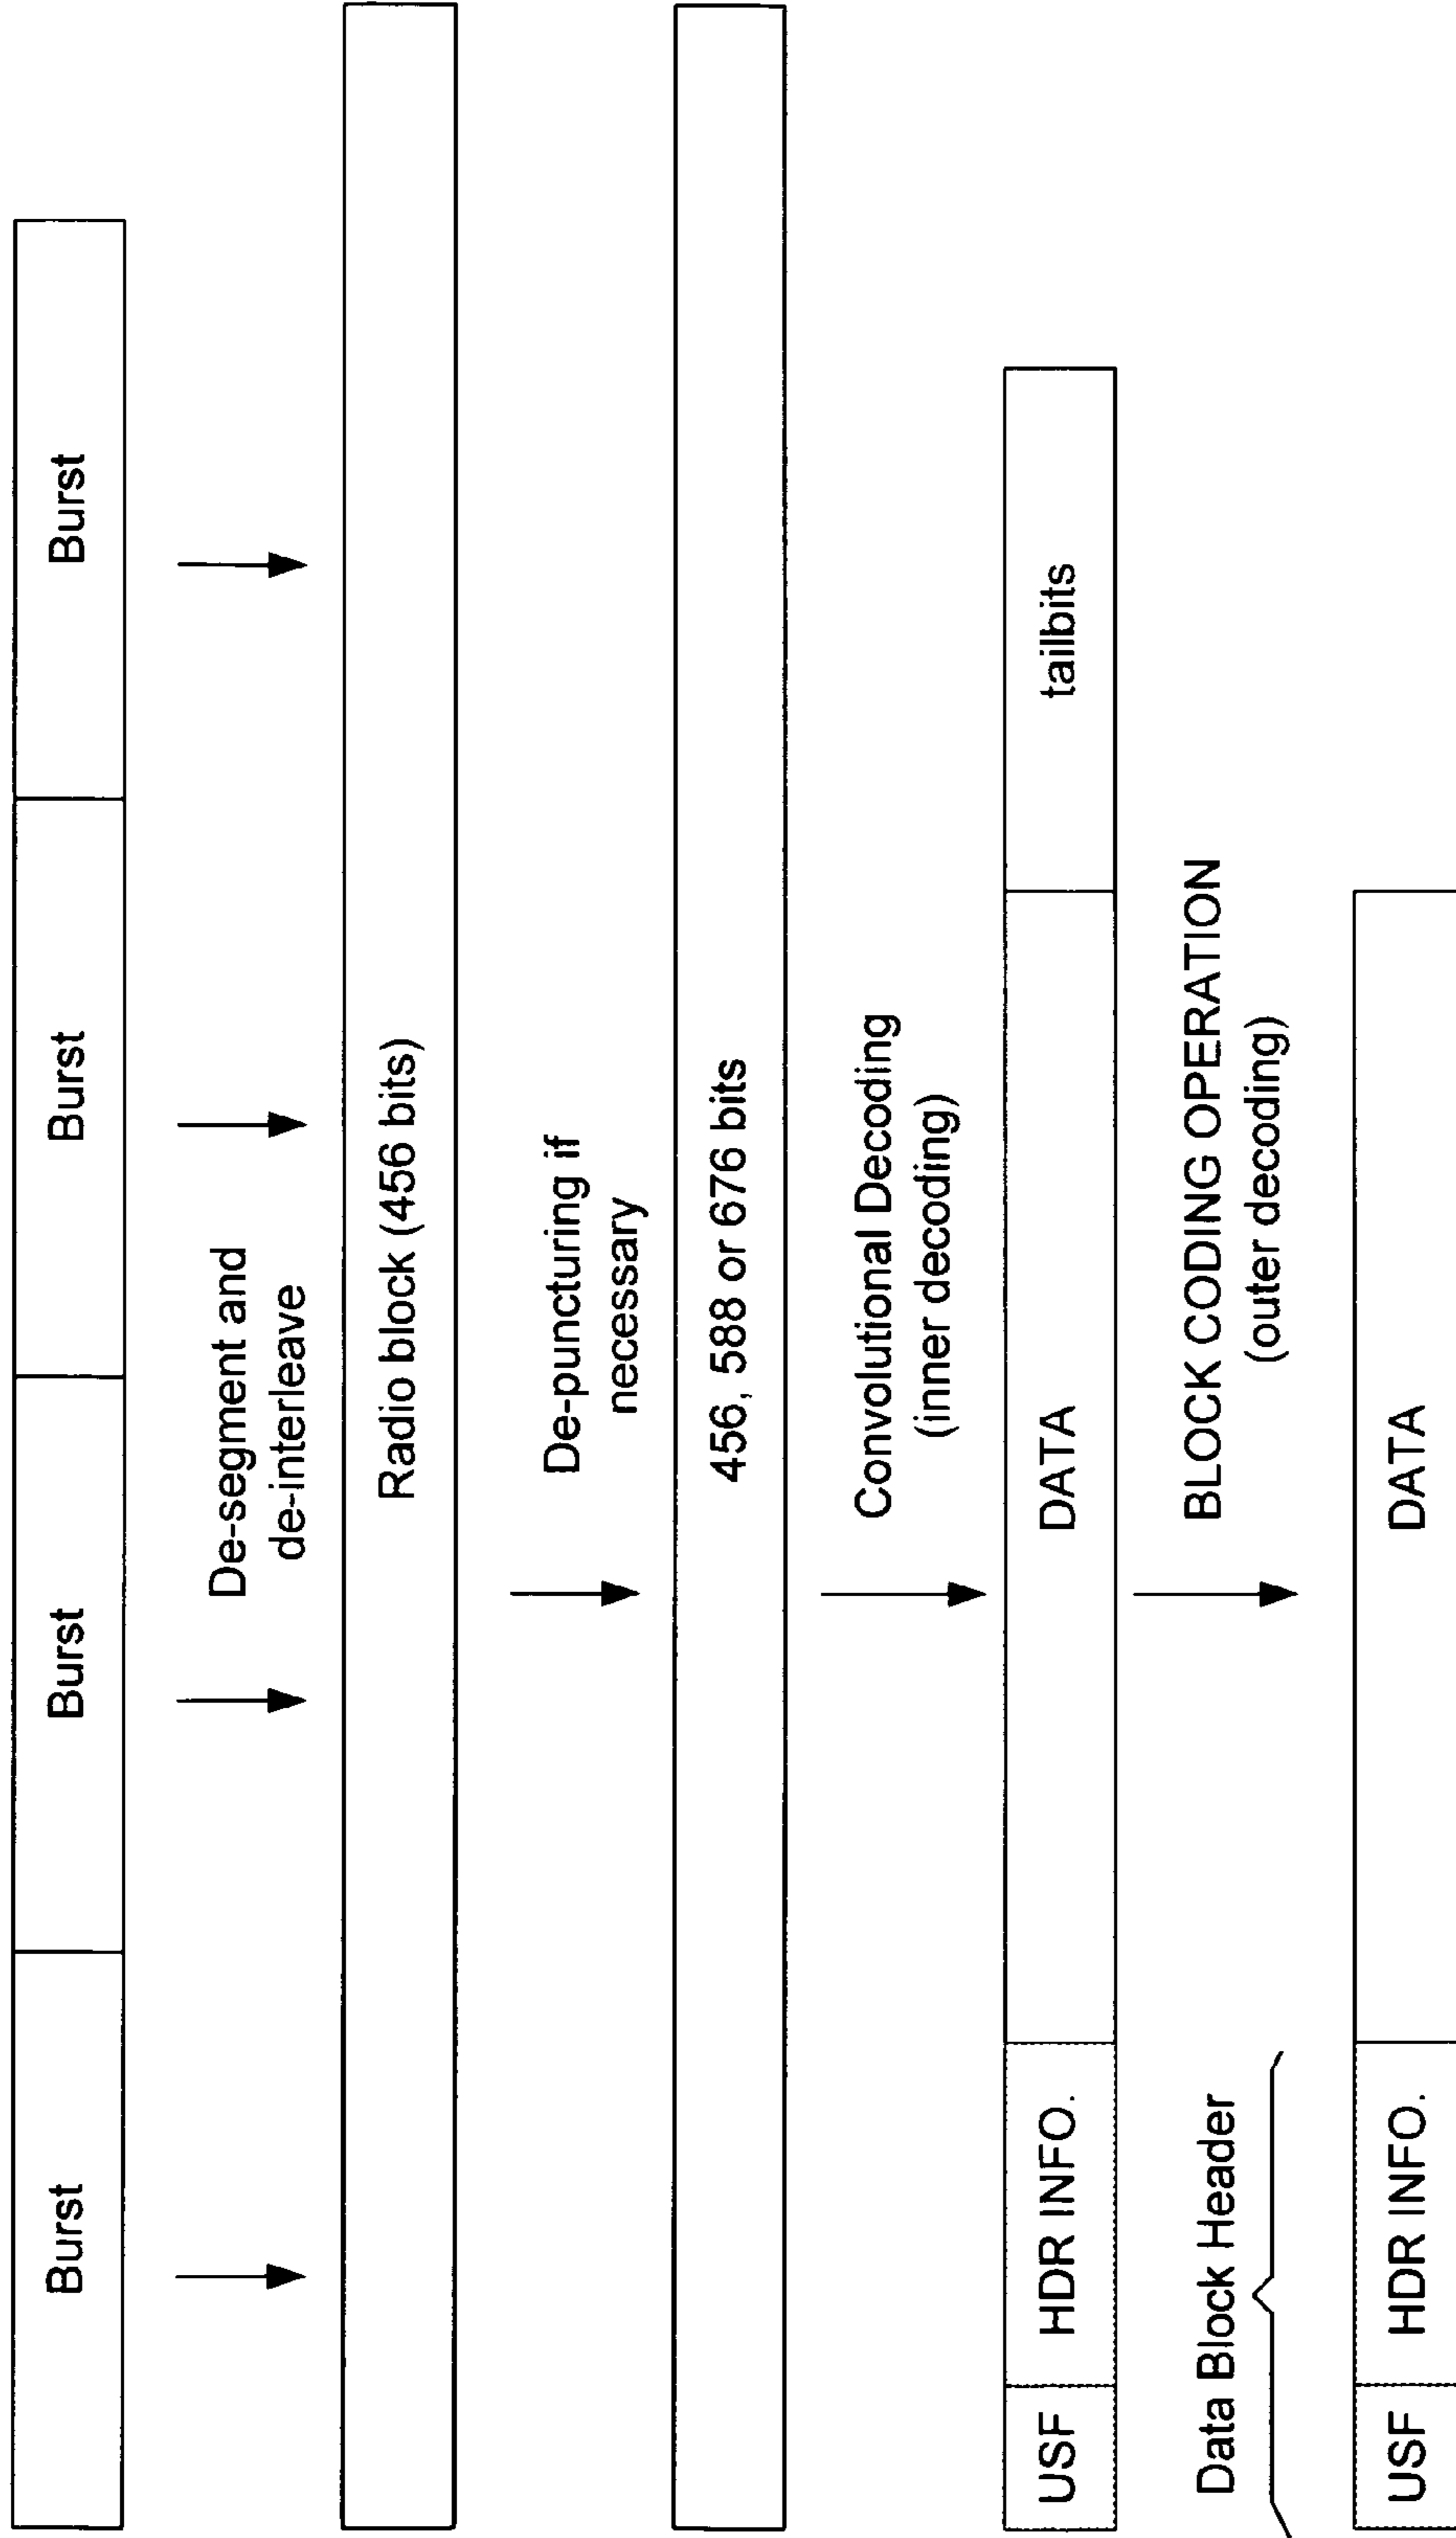 Burst
Burst
Burst
Burst
De-segment and
de-interleave
Radio block (456 bits)
De-puncturing if
necessary
456, 588 or 676 bits
Convolutional Decoding
(inner decoding)
USF
HDR INFO.
DATA
tailbits
Data Block Header
BLOCK CODING OPERATION
(outer decoding)
USF
HDR INFO.
DATA